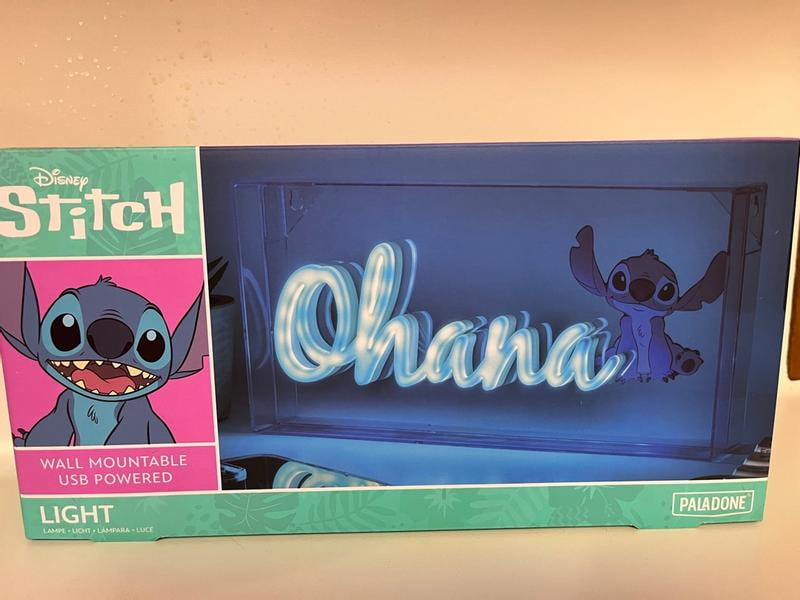 Disney
Stitch
Ohana
WALL MOUNTABLE
USB POWERED
LIGHT
LAMPE • LICHT • LÁMPARA • LUCE
PALADONE